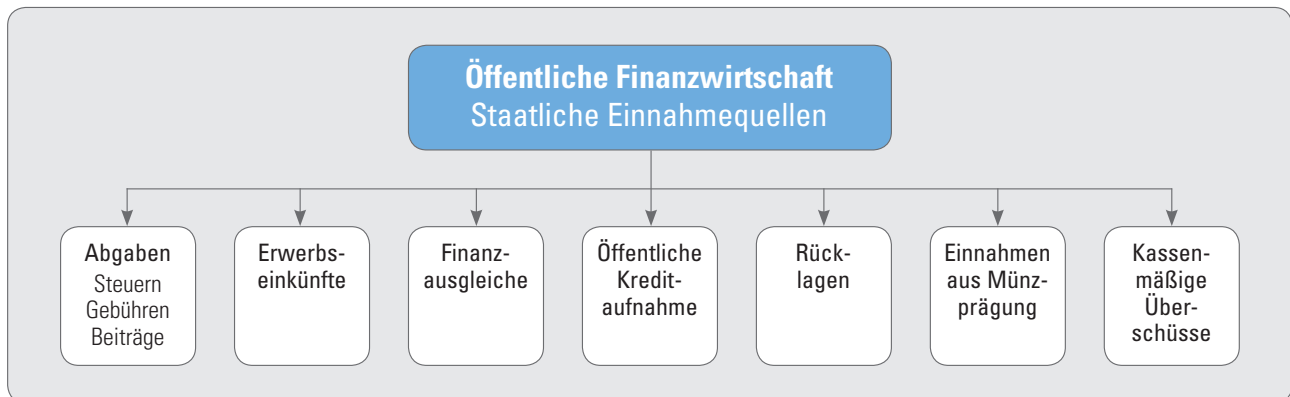 Öffentliche Finanzwirtschaft
Staatliche Einnahmequellen
Abgaben
Steuern
Gebühren
Beiträge
Erwerbs-
einkünfte
Finanz-
ausgleiche
Öffentliche
Kredit-
aufnahme
Rück-
lagen
Einnahmen
aus Münz-
prägung
Kassen-
mäßige
Über-
schüsse